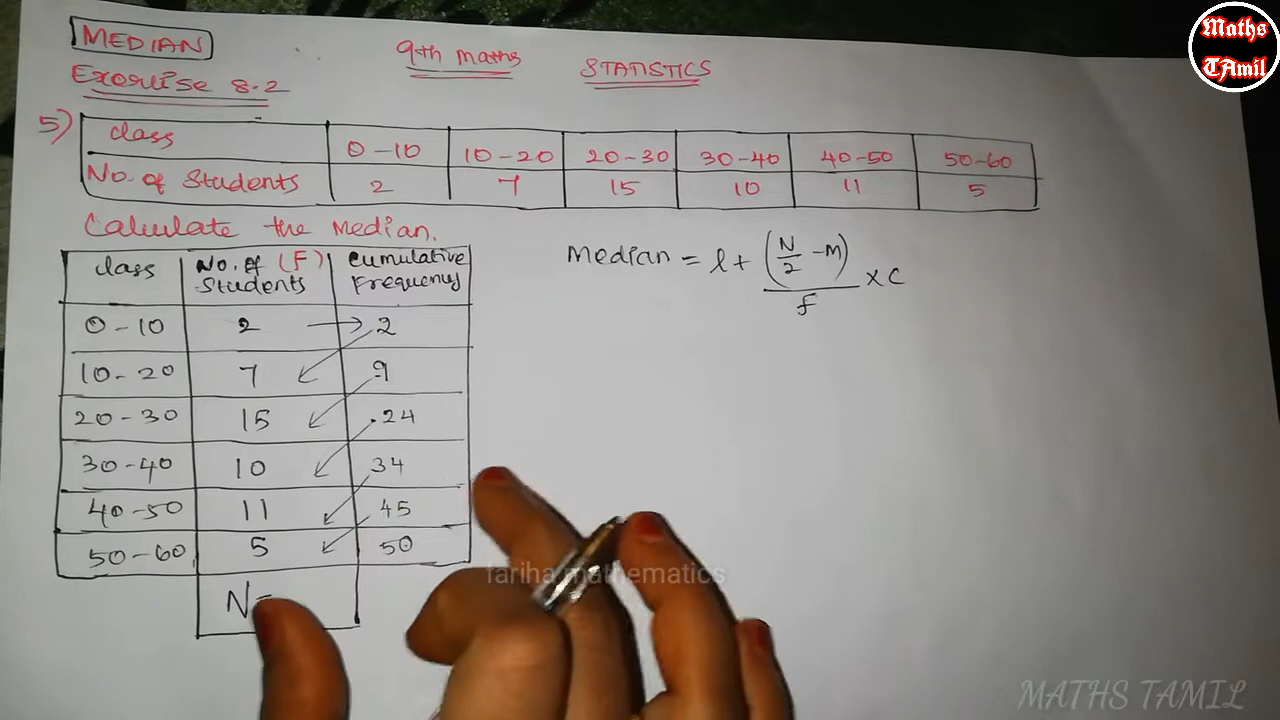 MEDIAN
9th maths
STATISTICS
Exercise 8.2
Maths
TAmil
5)
class 0-10 10-20 20-30 30-40 40-50 50-60
No. of Students 2 7 15 10 11 5
Calculate the Median.
class No. of (F) Students Cumulative Frequency
0-10 2 2
10-20 7 9
20-30 15 24
30-40 10 34
40-50 11 45
50-60 5 50
N=
Median = l + (N/2 - M)/f × C
fariha mathematics
MATHS TAMIL